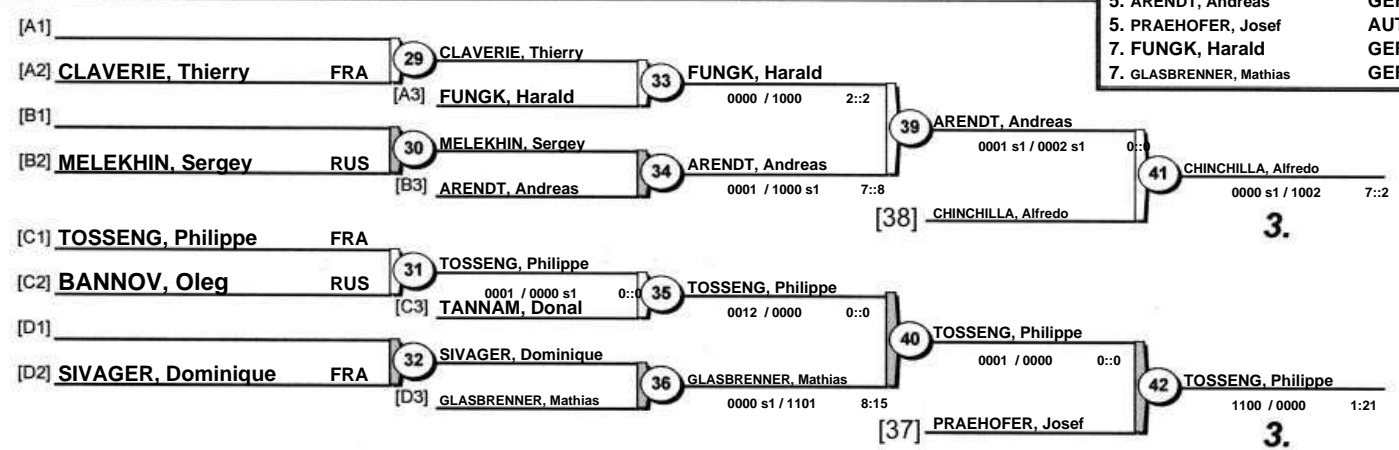 5. ARENDT, Andreas
5. PRAEHOFER, Josef
7. FUNGK, Harald
7. GLASBRENNER, Mathias
[A1]
[A2] CLAVERIE, Thierry FRA
29
CLAVERIE, Thierry
[A3] FUNGK, Harald
33
FUNGK, Harald
0000 / 1000 2::2
[B1]
[B2] MELEKHIN, Sergey RUS
30
MELEKHIN, Sergey
[B3] ARENDT, Andreas
34
ARENDT, Andreas
0001 / 1000 s1 7::8
39
ARENDT, Andreas
0001 s1 / 0002 s1 0::0
[38] CHINCHILLA, Alfredo
41
CHINCHILLA, Alfredo
0000 s1 / 1002 7::2
3.
[C1] TOSSENG, Philippe FRA
[C2] BANNOV, Oleg RUS
31
TOSSENG, Philippe
0001 / 0000 s1 0::0
[C3] TANNAM, Donal
35
TOSSENG, Philippe
0012 / 0000 0::0
[D1]
[D2] SIVAGER, Dominique FRA
32
SIVAGER, Dominique
[D3] GLASBRENNER, Mathias
36
GLASBRENNER, Mathias
0000 s1 / 1101 8:15
40
TOSSENG, Philippe
0001 / 0000 0::0
[37] PRAEHOFER, Josef
42
TOSSENG, Philippe
1100 / 0000 1:21
3.